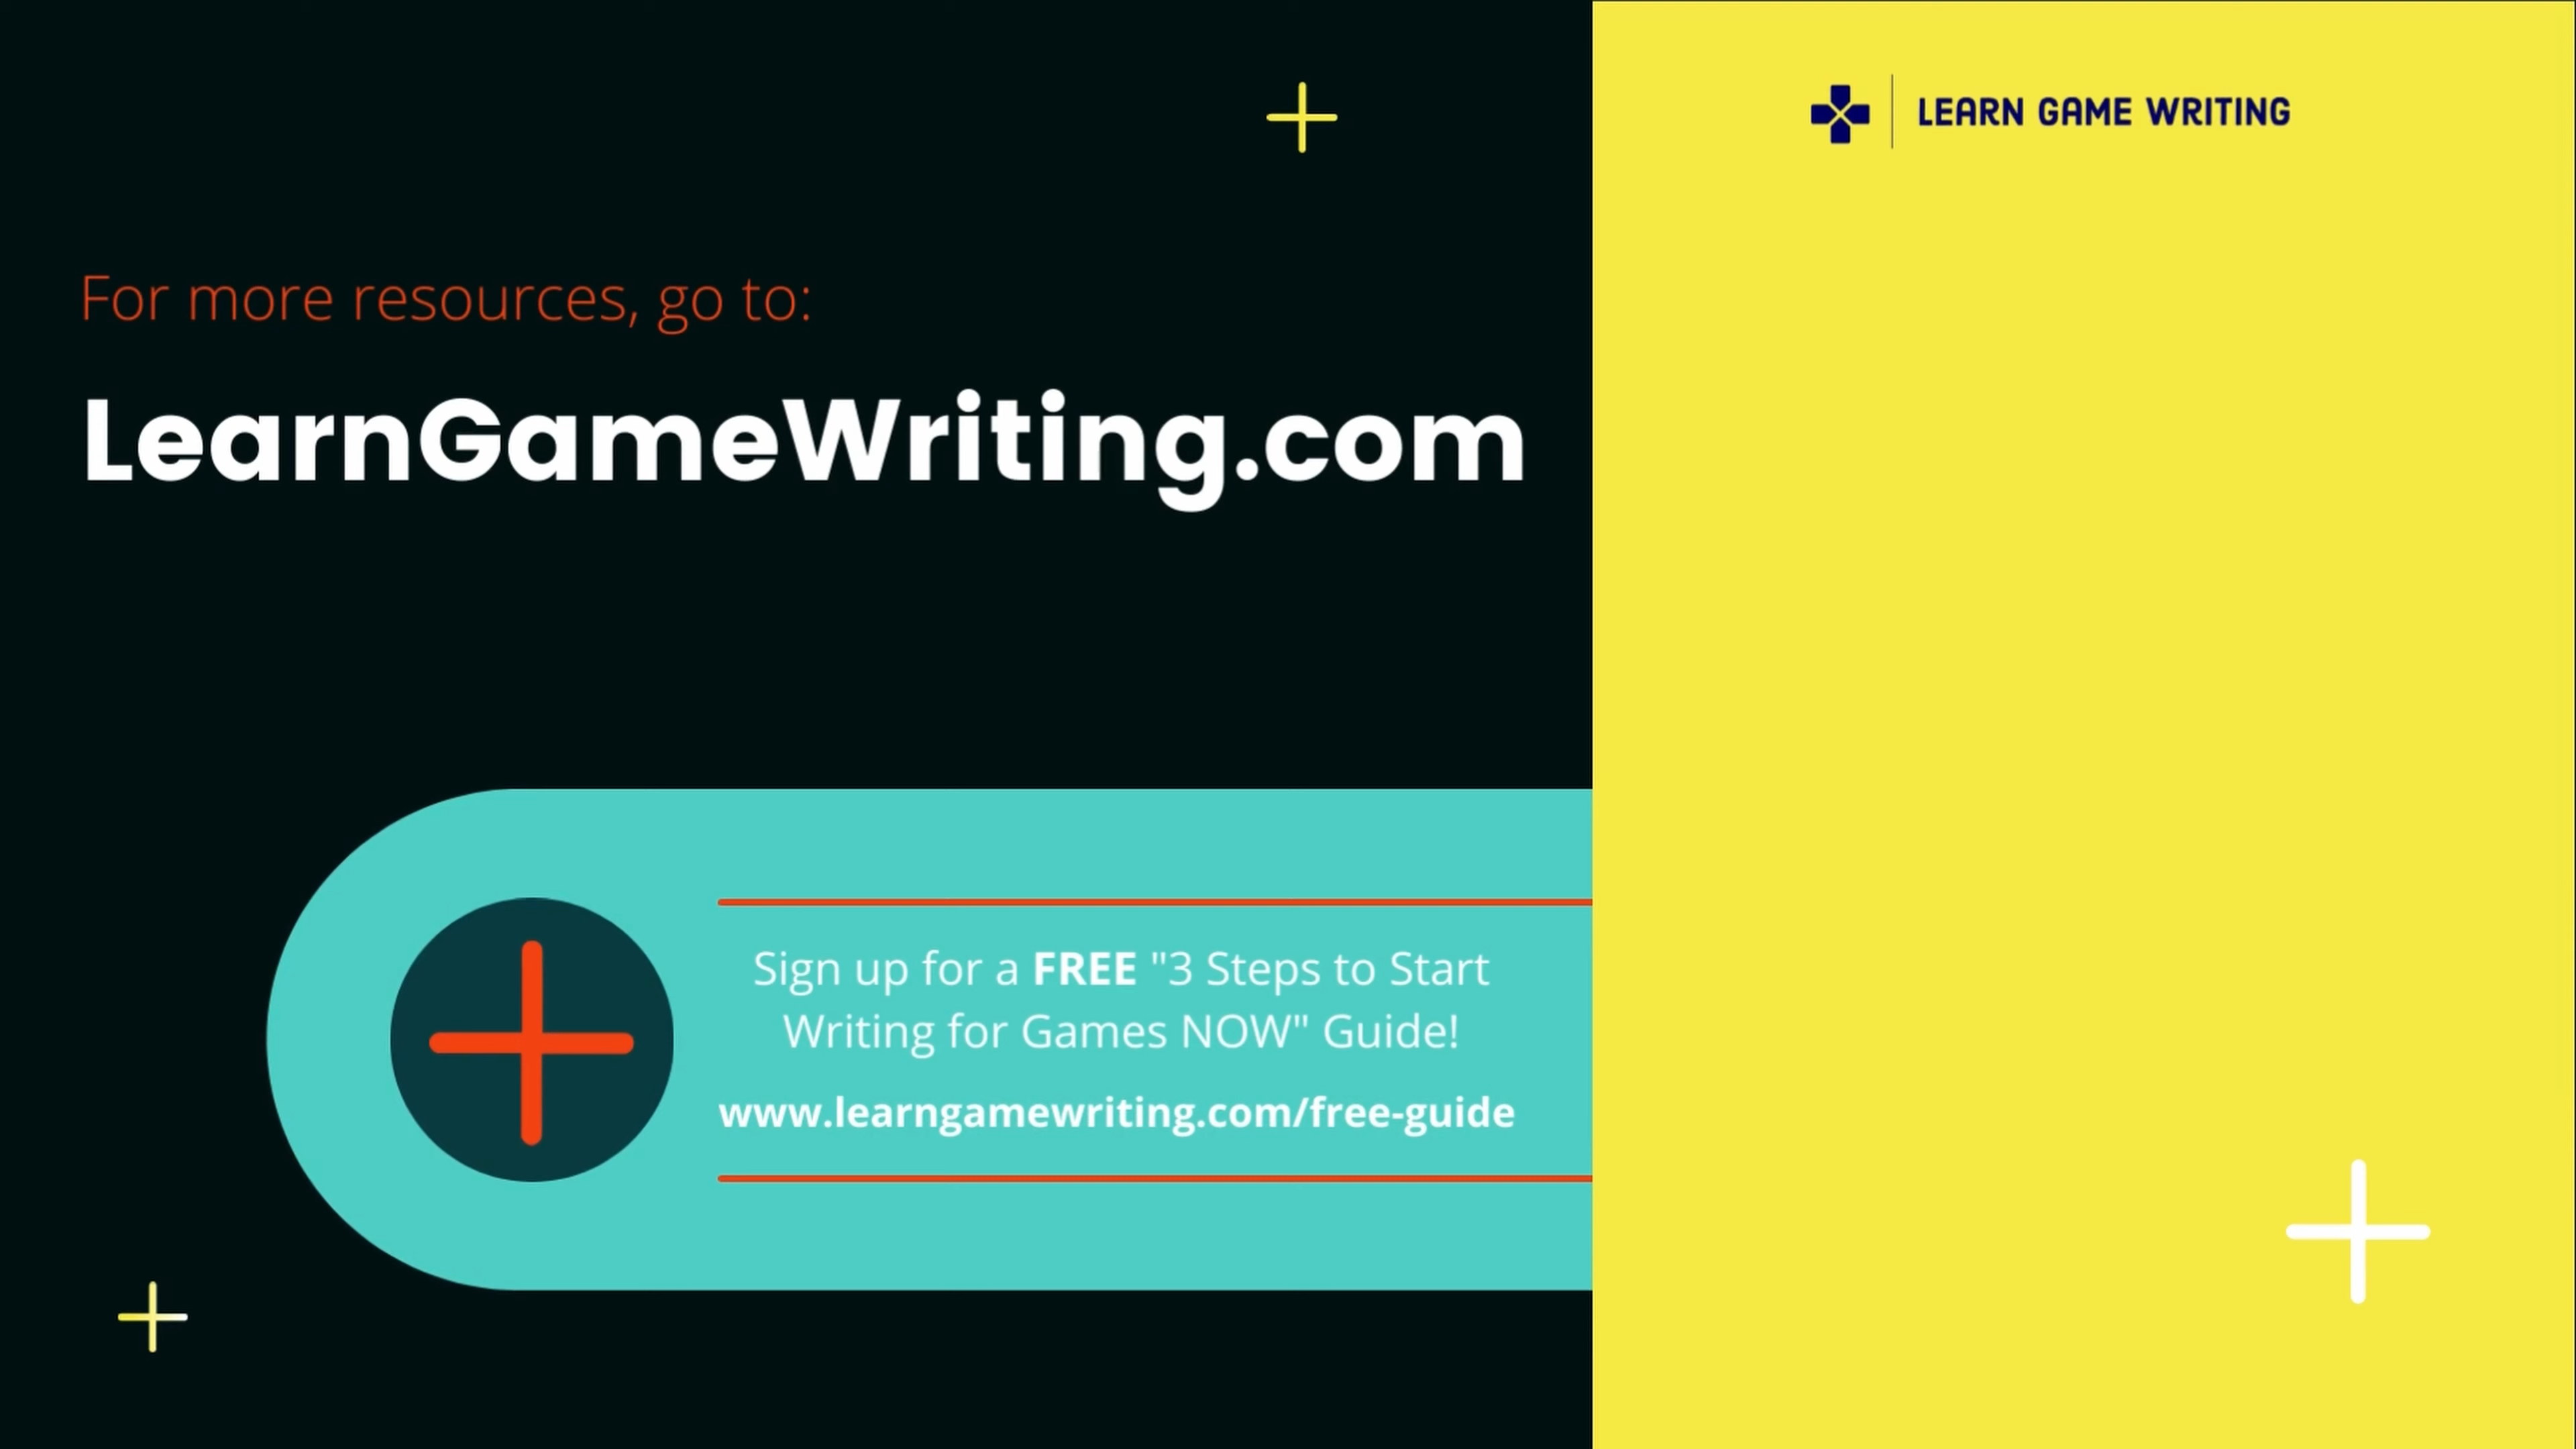 LEARN GAME WRITING
For more resources, go to:
LearnGameWriting.com
Sign up for a FREE "3 Steps to Start
Writing for Games NOW" Guide!
www.learngamewriting.com/free-guide